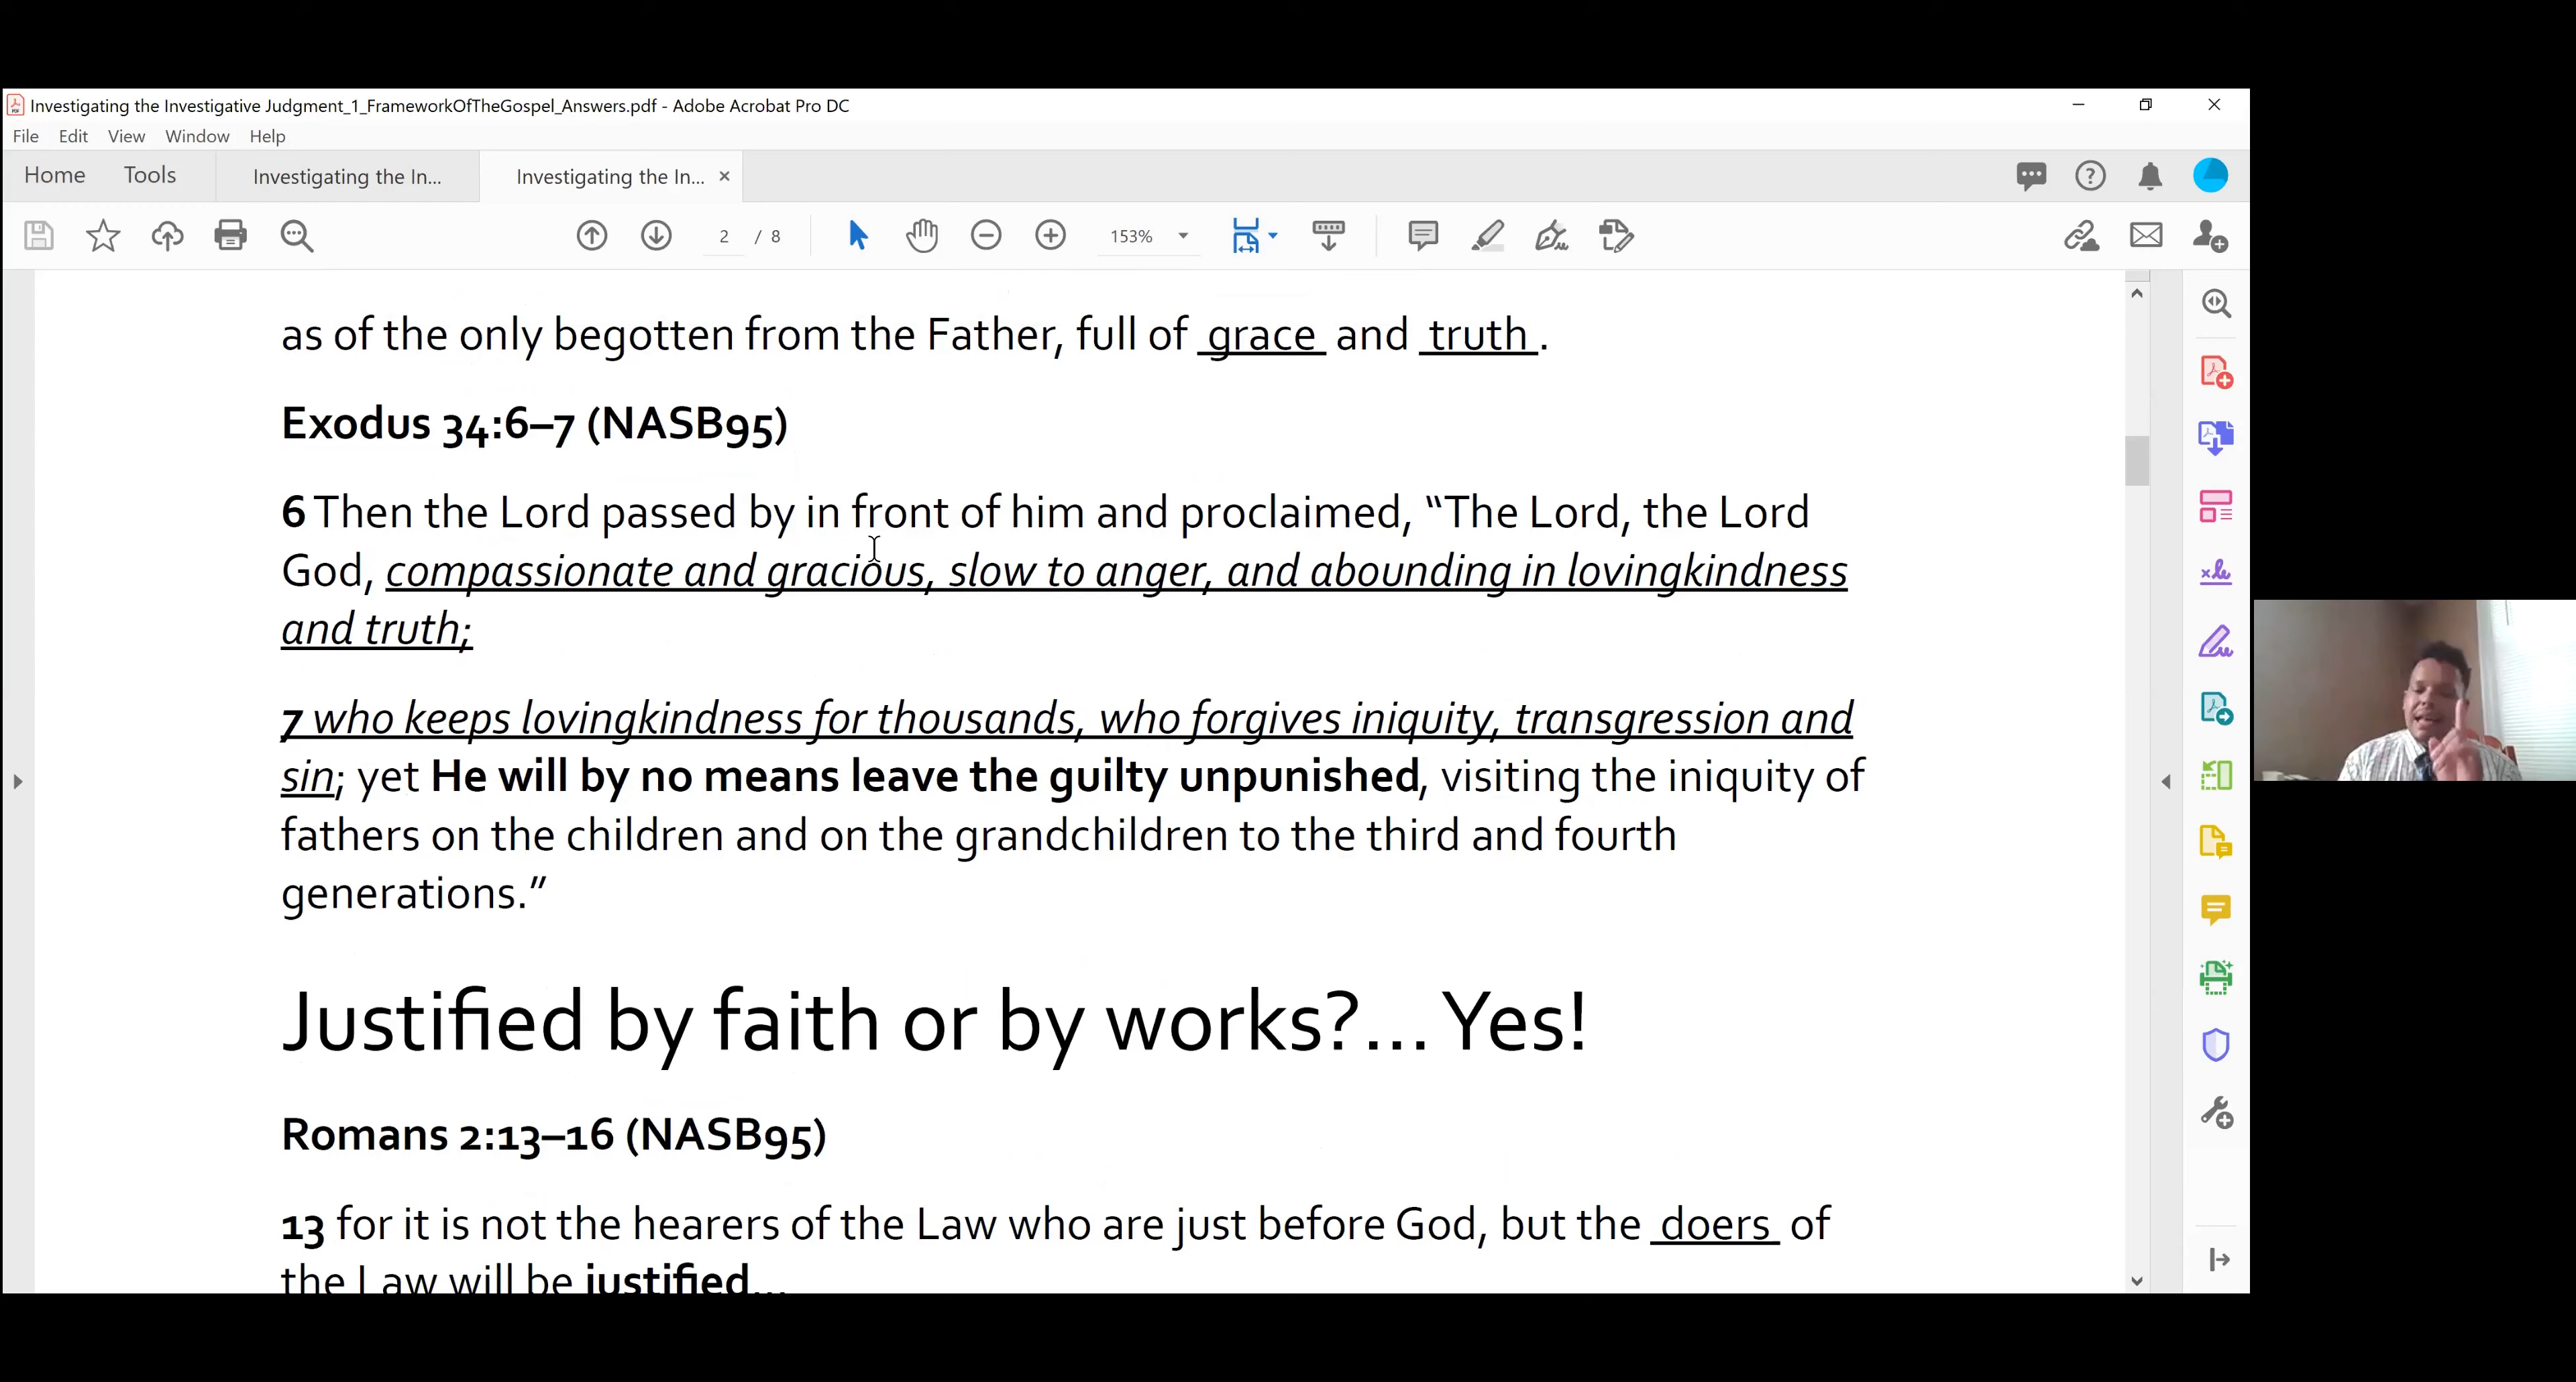 Investigating the Investigative Judgment_1_FrameworkOfTheGospel_Answers.pdf - Adobe Acrobat Pro DC
File Edit View Window Help
Home Tools Investigating the In... Investigating the In... ×
2 / 8 153%
as of the only begotten from the Father, full of grace and truth .
Exodus 34:6–7 (NASB95)
6 Then the Lord passed by in front of him and proclaimed, “The Lord, the Lord
God, compassionate and gracious, slow to anger, and abounding in lovingkindness
and truth;
7 who keeps lovingkindness for thousands, who forgives iniquity, transgression and
sin; yet He will by no means leave the guilty unpunished, visiting the iniquity of
fathers on the children and on the grandchildren to the third and fourth
generations.”
Justified by faith or by works?... Yes!
Romans 2:13–16 (NASB95)
13 for it is not the hearers of the Law who are just before God, but the doers of
the Law will be justified...